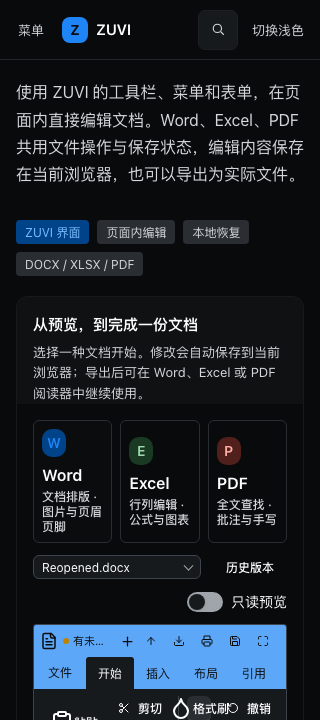 菜单
Z ZUVI
切换浅色
使用 ZUVI 的工具栏、菜单和表单，在页
面内直接编辑文档。Word、Excel、PDF
共用文件操作与保存状态，编辑内容保存
在当前浏览器，也可以导出为实际文件。
ZUVI 界面
页面内编辑
本地恢复
DOCX / XLSX / PDF
从预览，到完成一份文档
选择一种文档开始。修改会自动保存到当前
浏览器；导出后可在 Word、Excel 或 PDF
阅读器中继续使用。
W
Word
文档排版 ·
图片与页眉
页脚
E
Excel
行列编辑 ·
公式与图表
P
PDF
全文查找 ·
批注与手写
Reopened.docx
历史版本
只读预览
有未...
文件
开始
插入
布局
引用
剪切
格式刷
撤销